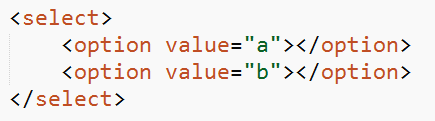 <select>
    <option value="a"></option>
    <option value="b"></option>
</select>